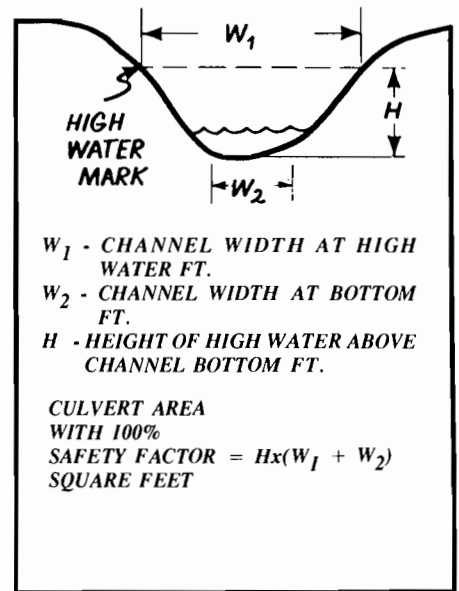 W1
HIGH
WATER
MARK
H
W2
W1 - CHANNEL WIDTH AT HIGH
WATER FT.
W2 - CHANNEL WIDTH AT BOTTOM
FT.
H - HEIGHT OF HIGH WATER ABOVE
CHANNEL BOTTOM FT.
CULVERT AREA
WITH 100%
SAFETY FACTOR = Hx(W1 + W2)
SQUARE FEET